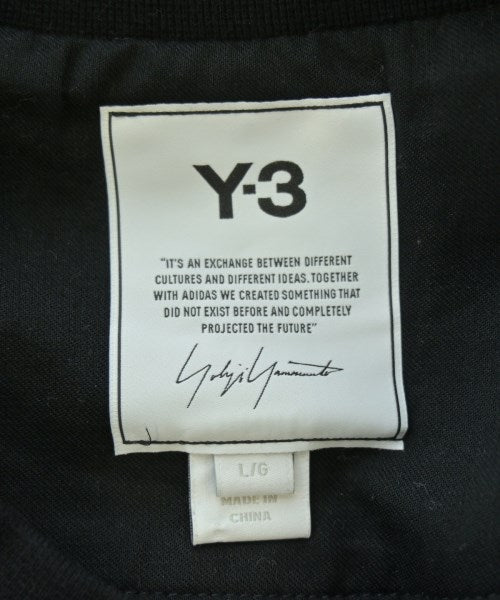 Y-3
"IT'S AN EXCHANGE BETWEEN DIFFERENT
CULTURES AND DIFFERENT IDEAS. TOGETHER
WITH ADIDAS WE CREATED SOMETHING THAT
DID NOT EXIST BEFORE AND COMPLETELY
PROJECTED THE FUTURE"
Yohji Yamamoto
L/G
MADE IN
CHINA